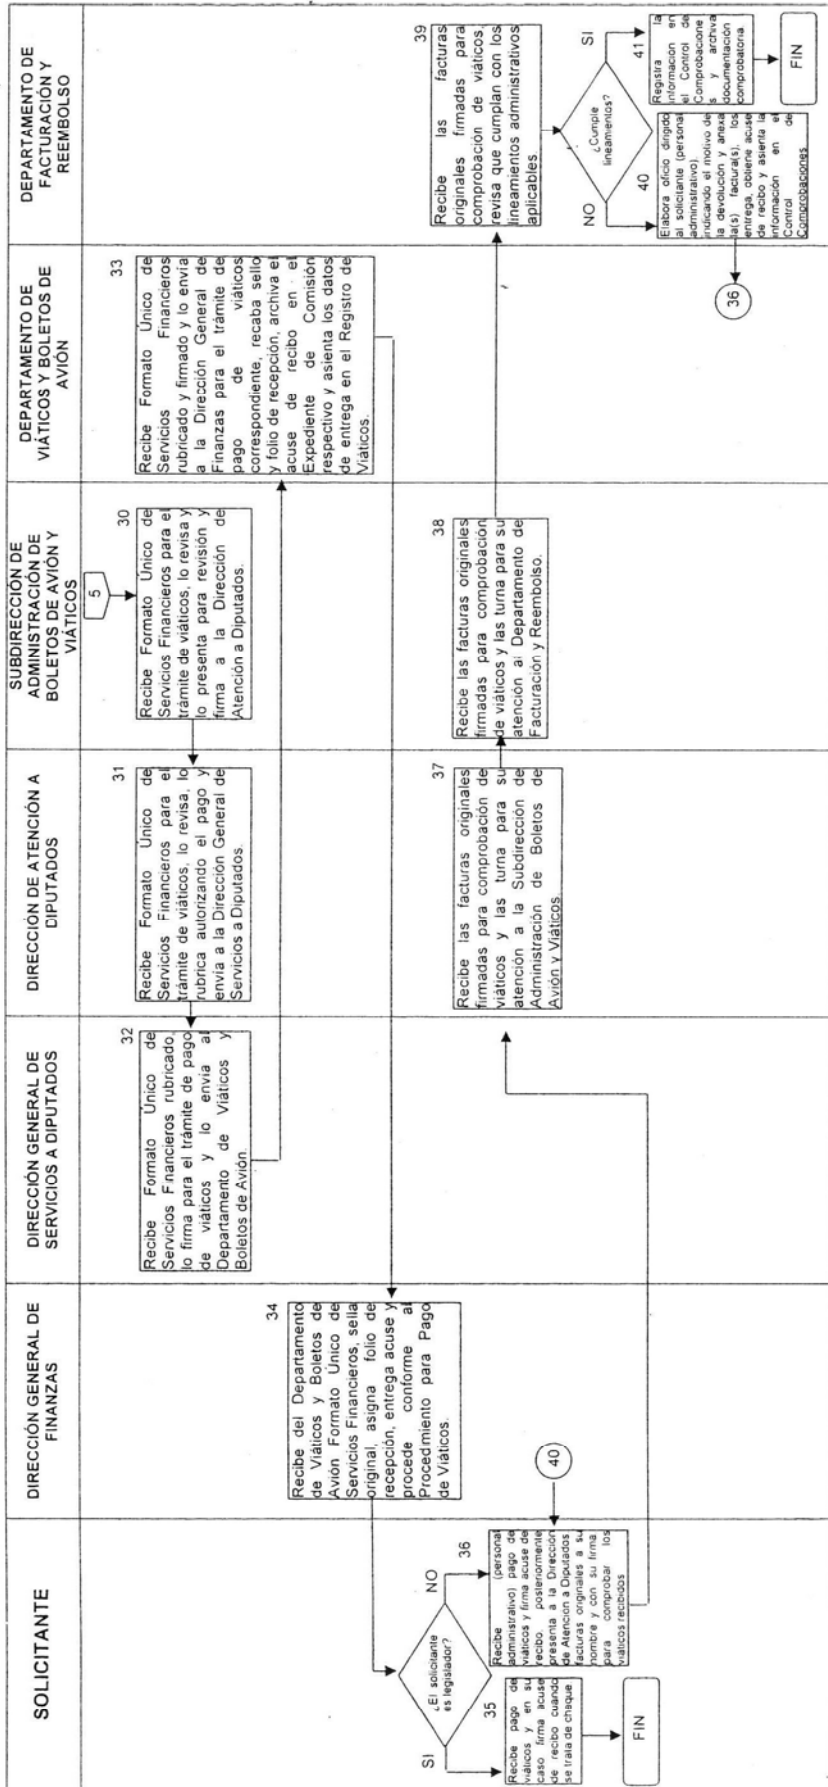 SOLICITANTE
DIRECCIÓN GENERAL DE
FINANZAS
DIRECCIÓN GENERAL DE
SERVICIOS A DIPUTADOS
DIRECCIÓN DE ATENCIÓN A
DIPUTADOS
SUBDIRECCIÓN DE
ADMINISTRACIÓN DE
BOLETOS DE AVIÓN Y
VIÁTICOS
DEPARTAMENTO DE
VIÁTICOS Y BOLETOS DE
AVIÓN
DEPARTAMENTO DE
FACTURACIÓN Y
REEMBOLSO
5
30
Recibe Formato Único de
Servicios Financieros para el
trámite de viáticos, lo revisa y
lo presenta para revisión y
firma a la Dirección de
Atención a Diputados.
31
Recibe Formato Único de
Servicios Financieros para el
trámite de viáticos, lo revisa, lo
rubrica autorizando el pago y
envía a la Dirección General de
Servicios a Diputados.
32
Recibe Formato Único de
Servicios Financieros rubricado,
lo firma para el trámite de pago
de viáticos y lo envía al
Departamento de Viáticos y
Boletos de Avión.
33
Recibe Formato Único de
Servicios Financieros
rubricado y firmado y lo envía
a la Dirección General de
Finanzas para el trámite de
pago de viáticos
correspondiente, recaba sello
y folio de recepción, archiva el
acuse de recibo en el
Expediente de Comisión
respectivo y asienta los datos
de entrega en el Registro de
Viáticos.
34
Recibe del Departamento
de Viáticos y Boletos de
Avión Formato Único de
Servicios Financieros, sella
original, asigna folio de
recepción, entrega acuse y
procede conforme al
Procedimiento para Pago
de Viáticos.
¿El solicitante
es legislador?
SI
NO
35
Recibe pago de
viáticos y en su
caso firma acuse
de recibo cuando
se trata de cheque
FIN
36
Recibe (personal
administrativo) pago de
viáticos y firma acuse de
recibo, posteriormente
presenta a la Dirección
de Atención a Diputados
facturas originales a su
nombre y con su firma
para comprobar los
viáticos recibidos
40
37
Recibe las facturas originales
firmadas para comprobación de
viáticos y las turna para su
atención a la Subdirección de
Administración de Boletos de
Avión y Viáticos.
38
Recibe las facturas originales
firmadas para comprobación
de viáticos y las turna para su
atención al Departamento de
Facturación y Reembolso.
39
Recibe las facturas
originales firmadas para
comprobación de viáticos,
revisa que cumplan con los
lineamientos administrativos
aplicables.
¿Cumple
lineamientos?
NO
SI
40
Elabora oficio dirigido
al solicitante (personal
administrativo),
indicando el motivo de
la devolución y anexa
la(s) factura(s), los
entrega, obtiene acuse
de recibo y asienta la
información en el
Control de
Comprobaciones
36
41
Registra la
información en
el Control de
Comprobacione
s y archiva
documentación
comprobatoria.
FIN